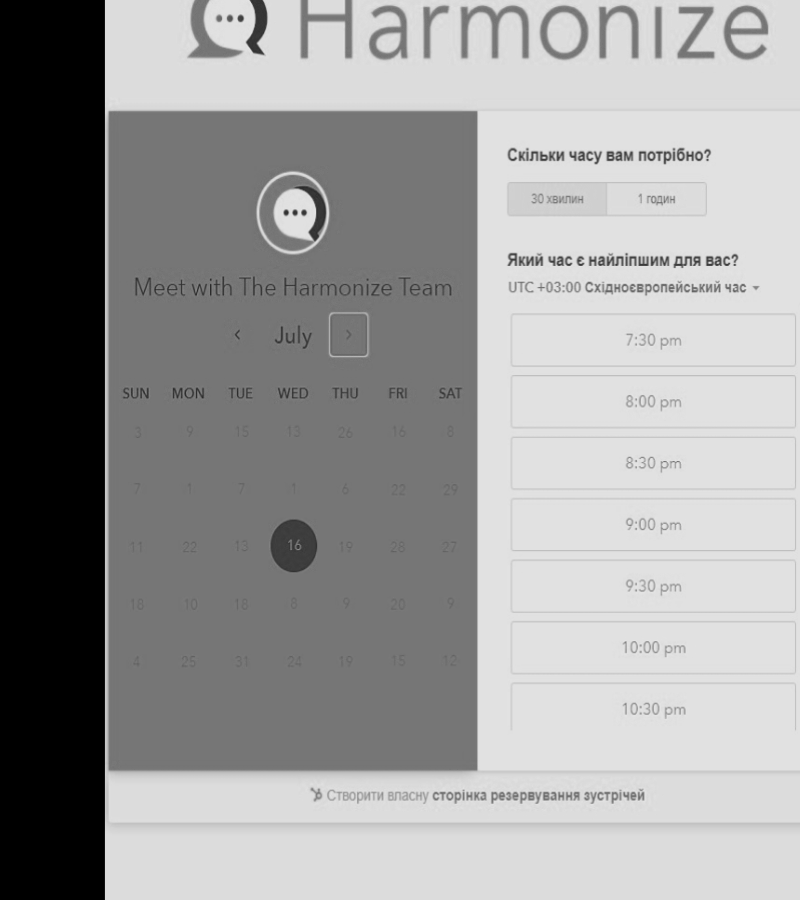 Harmonize
Meet with The Harmonize Team
July
SUN MON TUE WED THU FRI SAT
3 9 15 13 26 16 8
7 1 7 1 6 22 29
11 22 13 16 19 28 27
18 10 18 8 9 20 9
4 25 31 24 19 15 12
Скільки часу вам потрібно?
30 хвилин 1 годин
Який час є найліпшим для вас?
UTC +03:00 Східноєвропейський час
7:30 pm
8:00 pm
8:30 pm
9:00 pm
9:30 pm
10:00 pm
10:30 pm
Створити власну сторінка резервування зустрічей